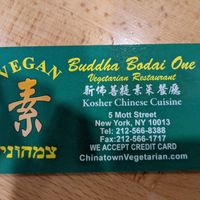 VEGAN
素
צמחוני
Buddha Bodai One
Vegetarian Restaurant
新佛菩提素菜餐廳
Kosher Chinese Cuisine
5 Mott Street
New York, NY 10013
Tel: 212-566-8388
Fax:212-566-1717
WE ACCEPT CREDIT CARD
ChinatownVegetarian.com